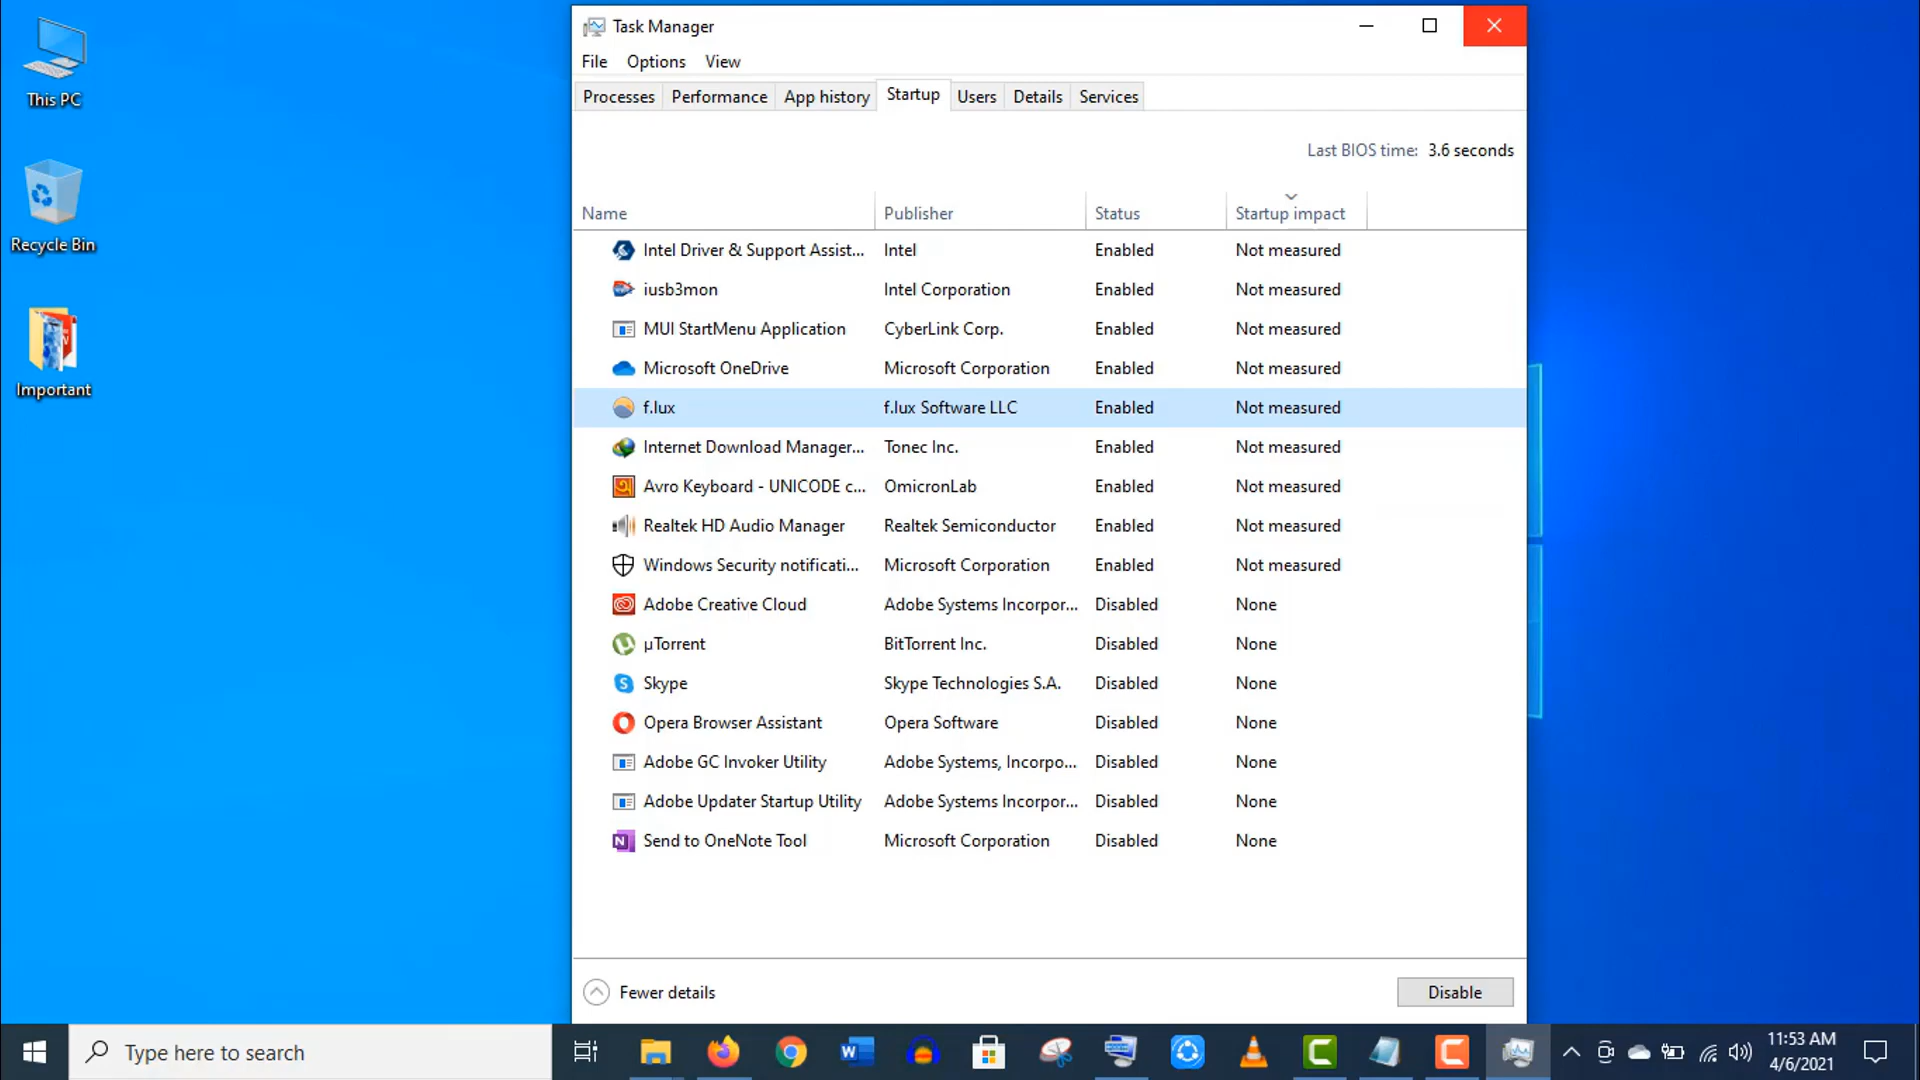 This PC
Recycle Bin
Important
Task Manager
File Options View
Processes Performance App history Startup Users Details Services
Last BIOS time: 3.6 seconds
Name Publisher Status Startup impact
Intel Driver & Support Assist... Intel Enabled Not measured
iusb3mon Intel Corporation Enabled Not measured
MUI StartMenu Application CyberLink Corp. Enabled Not measured
Microsoft OneDrive Microsoft Corporation Enabled Not measured
f.lux f.lux Software LLC Enabled Not measured
Internet Download Manager... Tonec Inc. Enabled Not measured
Avro Keyboard - UNICODE c... OmicronLab Enabled Not measured
Realtek HD Audio Manager Realtek Semiconductor Enabled Not measured
Windows Security notificati... Microsoft Corporation Enabled Not measured
Adobe Creative Cloud Adobe Systems Incorpor... Disabled None
µTorrent BitTorrent Inc. Disabled None
Skype Skype Technologies S.A. Disabled None
Opera Browser Assistant Opera Software Disabled None
Adobe GC Invoker Utility Adobe Systems, Incorpo... Disabled None
Adobe Updater Startup Utility Adobe Systems Incorpor... Disabled None
Send to OneNote Tool Microsoft Corporation Disabled None
Fewer details Disable
Type here to search
11:53 AM
4/6/2021